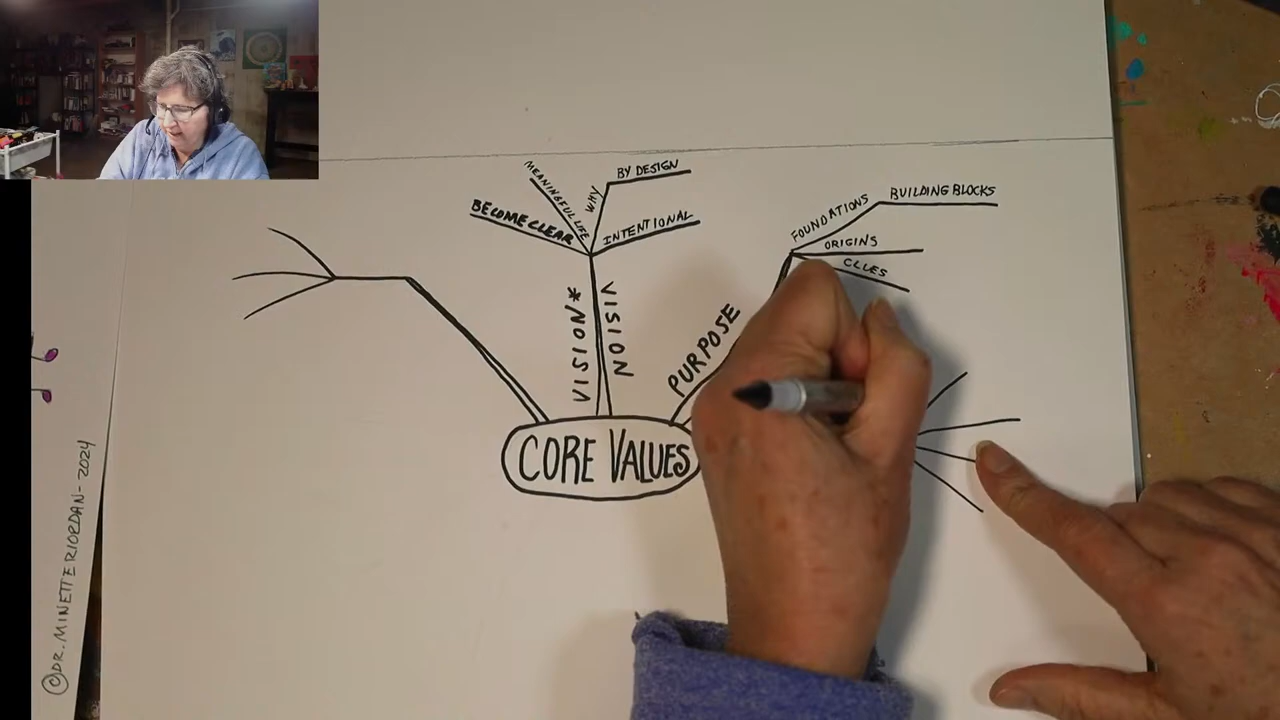 MEANINGFUL LIFE
BECOME CLEAR
WHY
BY DESIGN
INTENTIONAL
VISION*
VISION
PURPOSE
FOUNDATIONS
BUILDING BLOCKS
ORIGINS
CLUES
CORE VALUES
©DR. MINETTE RIORDAN-2024